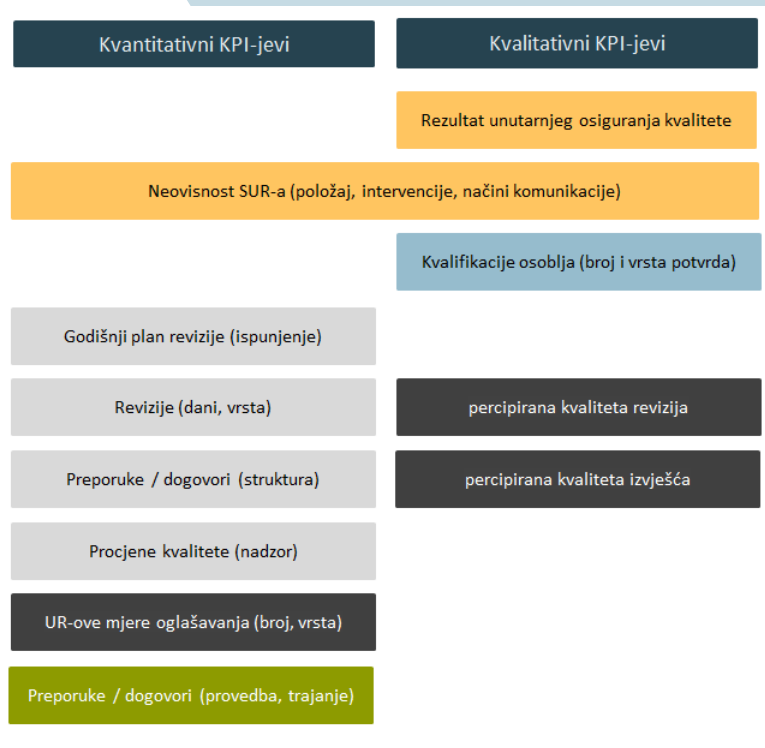 Kvantitativni KPI-jevi
Kvalitativni KPI-jevi
Rezultat unutarnjeg osiguranja kvalitete
Neovisnost SUR-a (položaj, intervencije, načini komunikacije)
Kvalifikacije osoblja (broj i vrsta potvrda)
Godišnji plan revizije (ispunjenje)
Revizije (dani, vrsta)
percipirana kvaliteta revizija
Preporuke / dogovori (struktura)
percipirana kvaliteta izvješća
Procjene kvalitete (nadzor)
UR-ove mjere oglašavanja (broj, vrsta)
Preporuke / dogovori (provedba, trajanje)